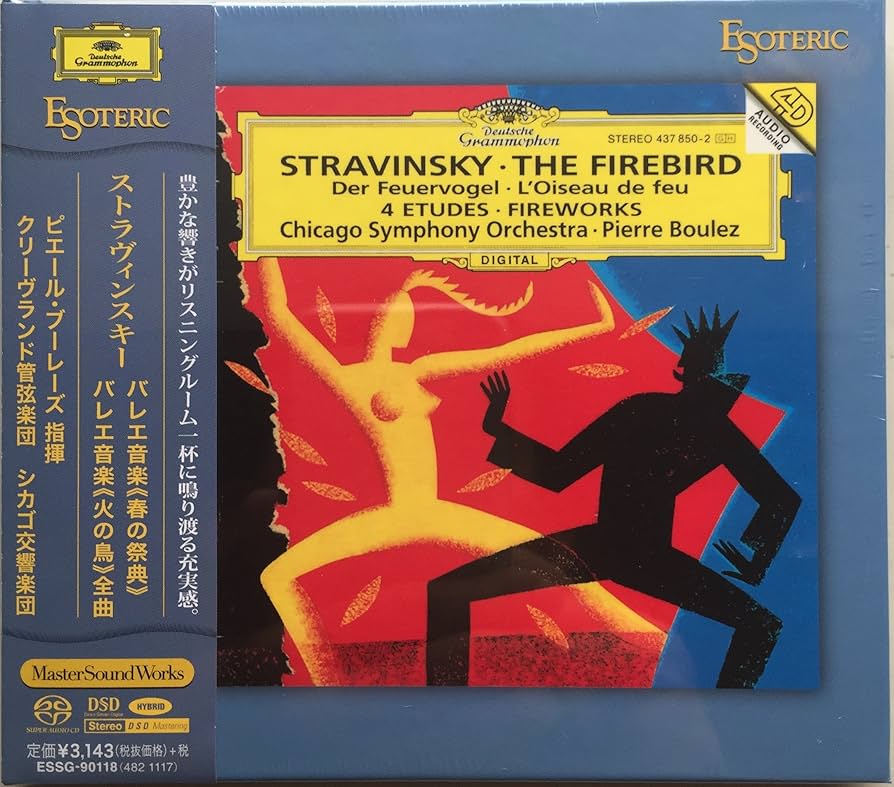 Deutsche
Grammophon
ESOTERIC
豊かな響きがリスニングルーム一杯に鳴り渡る充実感。
ストラヴィンスキー
バレエ音楽《春の祭典》
バレエ音楽《火の鳥》全曲
ピエール・ブーレーズ 指揮
クリーヴランド管弦楽団 シカゴ交響楽団
MasterSoundWorks
SUPER AUDIO CD
DSD
Direct Stream Digital
HYBRID
Stereo
DSD Mastering
定価¥3,143(税抜価格)+税
ESSG-90118(482 1117)
ESOTERIC
4D
AUDIO
RECORDING
Deutsche
Grammophon
STEREO 437 850-2 GH
STRAVINSKY · THE FIREBIRD
Der Feuervogel · L'Oiseau de feu
4 ETUDES · FIREWORKS
Chicago Symphony Orchestra · Pierre Boulez
DIGITAL